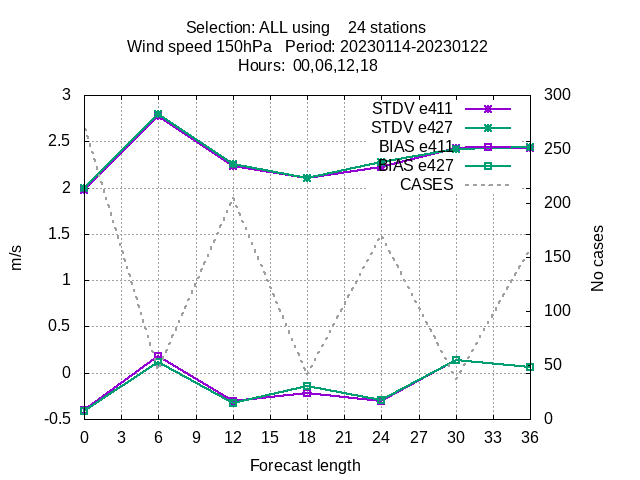 Selection: ALL using 24 stations
Wind speed 150hPa Period: 20230114-20230122
Hours: 00,06,12,18
STDV e411
STDV e427
BIAS e411
BIAS e427
CASES
3
2.5
2
1.5
1
0.5
0
-0.5
m/s
300
250
200
150
100
50
0
No cases
0 3 6 9 12 15 18 21 24 27 30 33 36
Forecast length